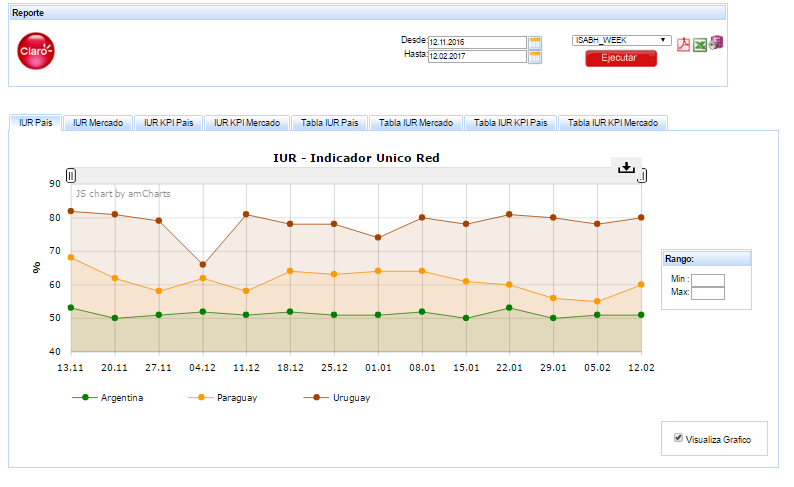 Reporte
Claro
Desde: 12.11.2016
Hasta: 12.02.2017
ISABH_WEEK
Ejecutar
IUR Pais IUR Mercado IUR KPI Pais IUR KPI Mercado Tabla IUR Pais Tabla IUR Mercado Tabla IUR KPI Pais Tabla IUR KPI Mercado
IUR - Indicador Unico Red
JS chart by amCharts
90
80
70
60
50
40
%
13.11 20.11 27.11 04.12 11.12 18.12 25.12 01.01 08.01 15.01 22.01 29.01 05.02 12.02
Argentina Paraguay Uruguay
Rango:
Min :
Max:
Visualiza Grafico